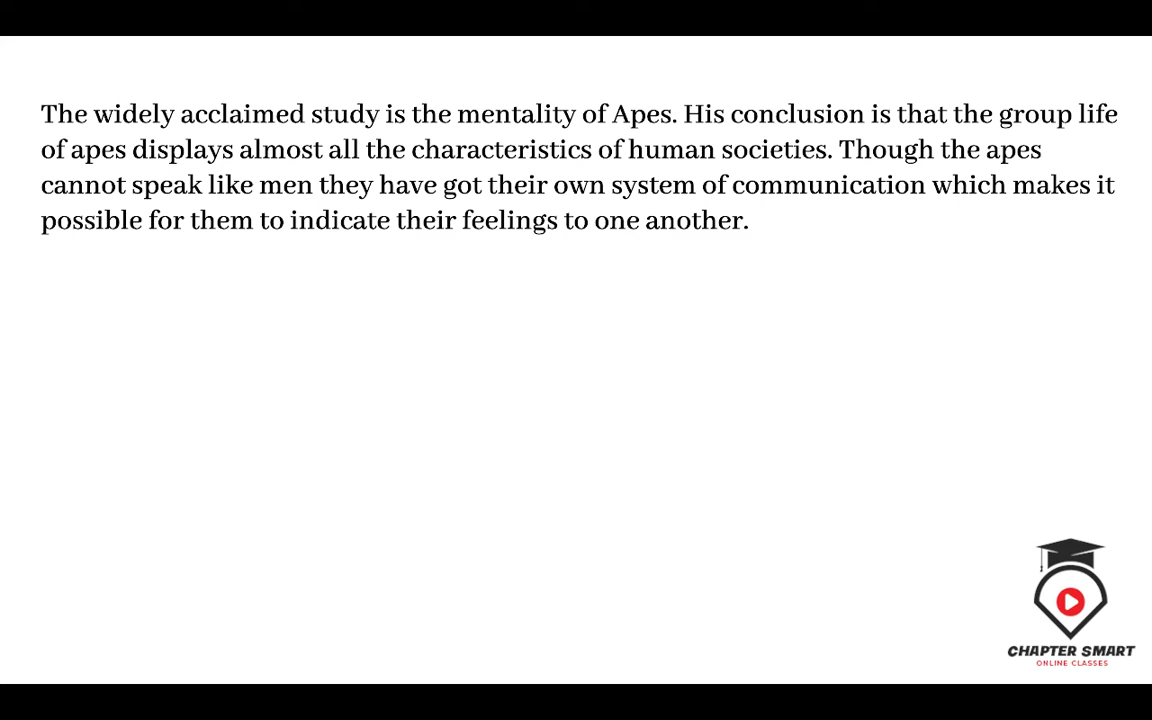 The widely acclaimed study is the mentality of Apes. His conclusion is that the group life
of apes displays almost all the characteristics of human societies. Though the apes
cannot speak like men they have got their own system of communication which makes it
possible for them to indicate their feelings to one another.
CHAPTER SMART
ONLINE CLASSES